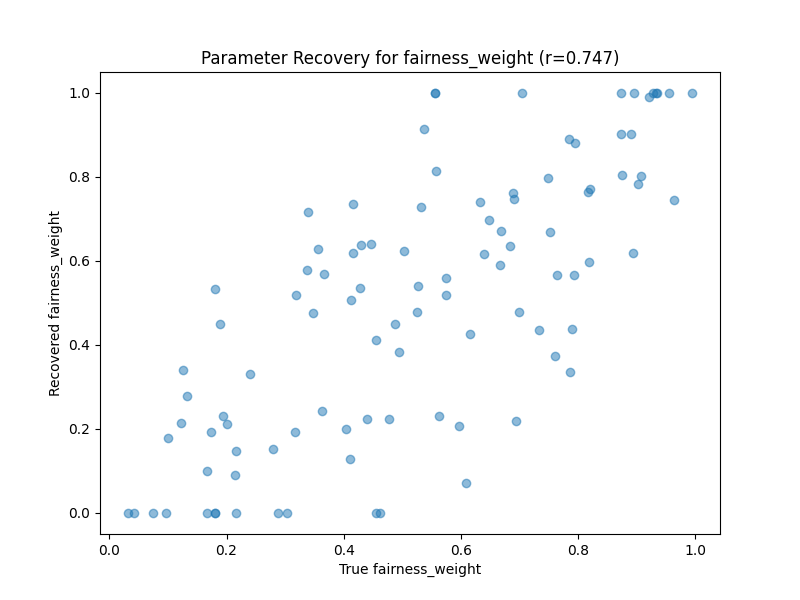 Parameter Recovery for fairness_weight (r=0.747)
Recovered fairness_weight
1.0
0.8
0.6
0.4
0.2
0.0
0.0 0.2 0.4 0.6 0.8 1.0
True fairness_weight